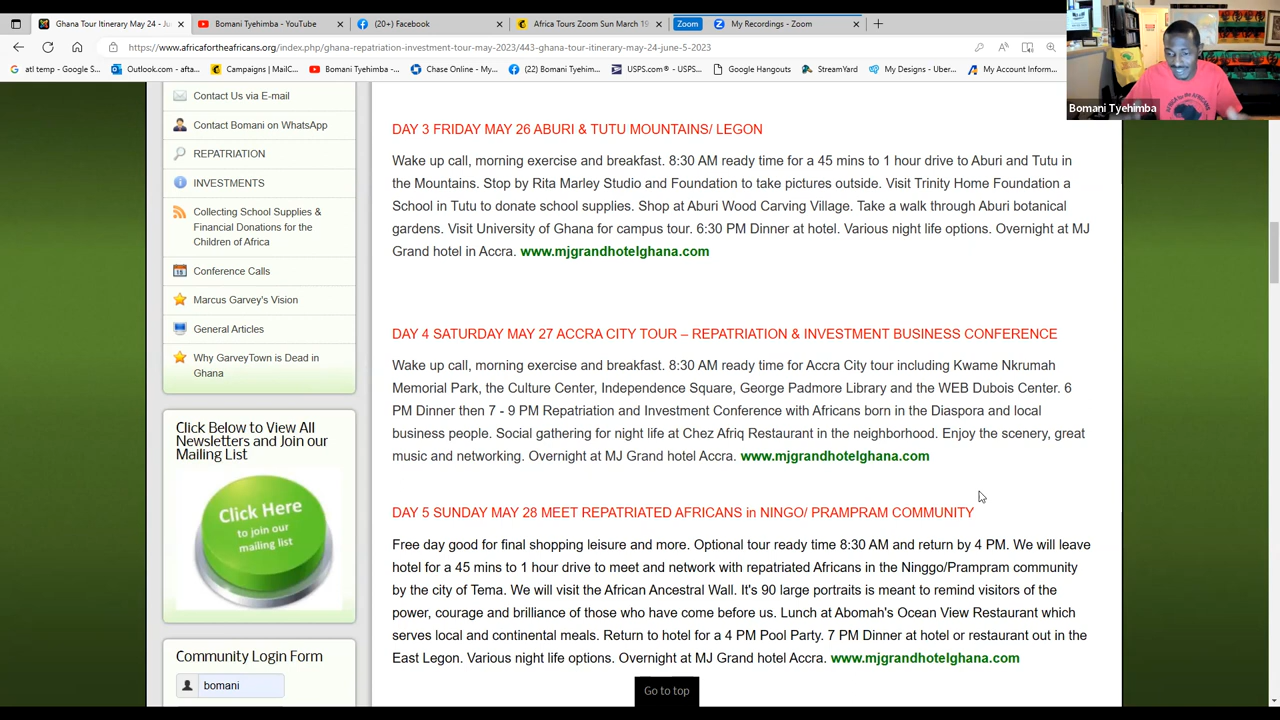 Ghana Tour Itinerary May 24 - Ju
Bomani Tyehimba - YouTube
(20+) Facebook
Africa Tours Zoom Sun March 19
Zoom
My Recordings - Zoom
https://www.africafortheafricans.org/index.php/ghana-repatriation-investment-tour-may-2023/443-ghana-tour-itinerary-may-24-june-5-2023
atl temp - Google S...
Outlook.com - afta...
Campaigns | MailC...
Bomani Tyehimba -...
Chase Online - My...
(22) Bomani Tyehim...
USPS.com® - USPS...
Google Hangouts
StreamYard
My Designs - Uber...
My Account Inform...
Bomani Tyehimba
Contact Us via E-mail
Contact Bomani on WhatsApp
REPATRIATION
INVESTMENTS
Collecting School Supplies &
Financial Donations for the
Children of Africa
Conference Calls
Marcus Garvey's Vision
General Articles
Why GarveyTown is Dead in
Ghana
Click Below to View All
Newsletters and Join our
Mailing List
Click Here
to join our
mailing list!
Community Login Form
bomani
DAY 3 FRIDAY MAY 26 ABURI & TUTU MOUNTAINS/ LEGON
Wake up call, morning exercise and breakfast. 8:30 AM ready time for a 45 mins to 1 hour drive to Aburi and Tutu in
the Mountains. Stop by Rita Marley Studio and Foundation to take pictures outside. Visit Trinity Home Foundation a
School in Tutu to donate school supplies. Shop at Aburi Wood Carving Village. Take a walk through Aburi botanical
gardens. Visit University of Ghana for campus tour. 6:30 PM Dinner at hotel. Various night life options. Overnight at MJ
Grand hotel in Accra. www.mjgrandhotelghana.com
DAY 4 SATURDAY MAY 27 ACCRA CITY TOUR – REPATRIATION & INVESTMENT BUSINESS CONFERENCE
Wake up call, morning exercise and breakfast. 8:30 AM ready time for Accra City tour including Kwame Nkrumah
Memorial Park, the Culture Center, Independence Square, George Padmore Library and the WEB Dubois Center. 6
PM Dinner then 7 - 9 PM Repatriation and Investment Conference with Africans born in the Diaspora and local
business people. Social gathering for night life at Chez Afriq Restaurant in the neighborhood. Enjoy the scenery, great
music and networking. Overnight at MJ Grand hotel Accra. www.mjgrandhotelghana.com
DAY 5 SUNDAY MAY 28 MEET REPATRIATED AFRICANS in NINGO/ PRAMPRAM COMMUNITY
Free day good for final shopping leisure and more. Optional tour ready time 8:30 AM and return by 4 PM. We will leave
hotel for a 45 mins to 1 hour drive to meet and network with repatriated Africans in the Ninggo/Prampram community
by the city of Tema. We will visit the African Ancestral Wall. It's 90 large portraits is meant to remind visitors of the
power, courage and brilliance of those who have come before us. Lunch at Abomah's Ocean View Restaurant which
serves local and continental meals. Return to hotel for a 4 PM Pool Party. 7 PM Dinner at hotel or restaurant out in the
East Legon. Various night life options. Overnight at MJ Grand hotel Accra. www.mjgrandhotelghana.com
Go to top